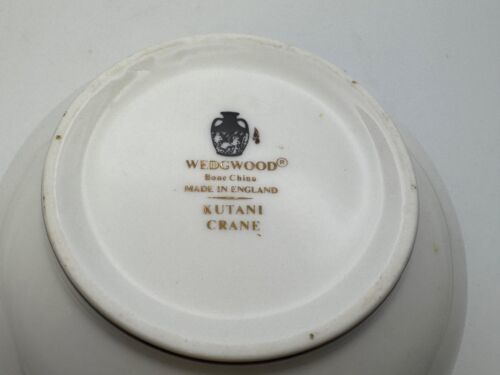 WEDGWOOD®
Bone China
MADE IN ENGLAND
KUTANI
CRANE